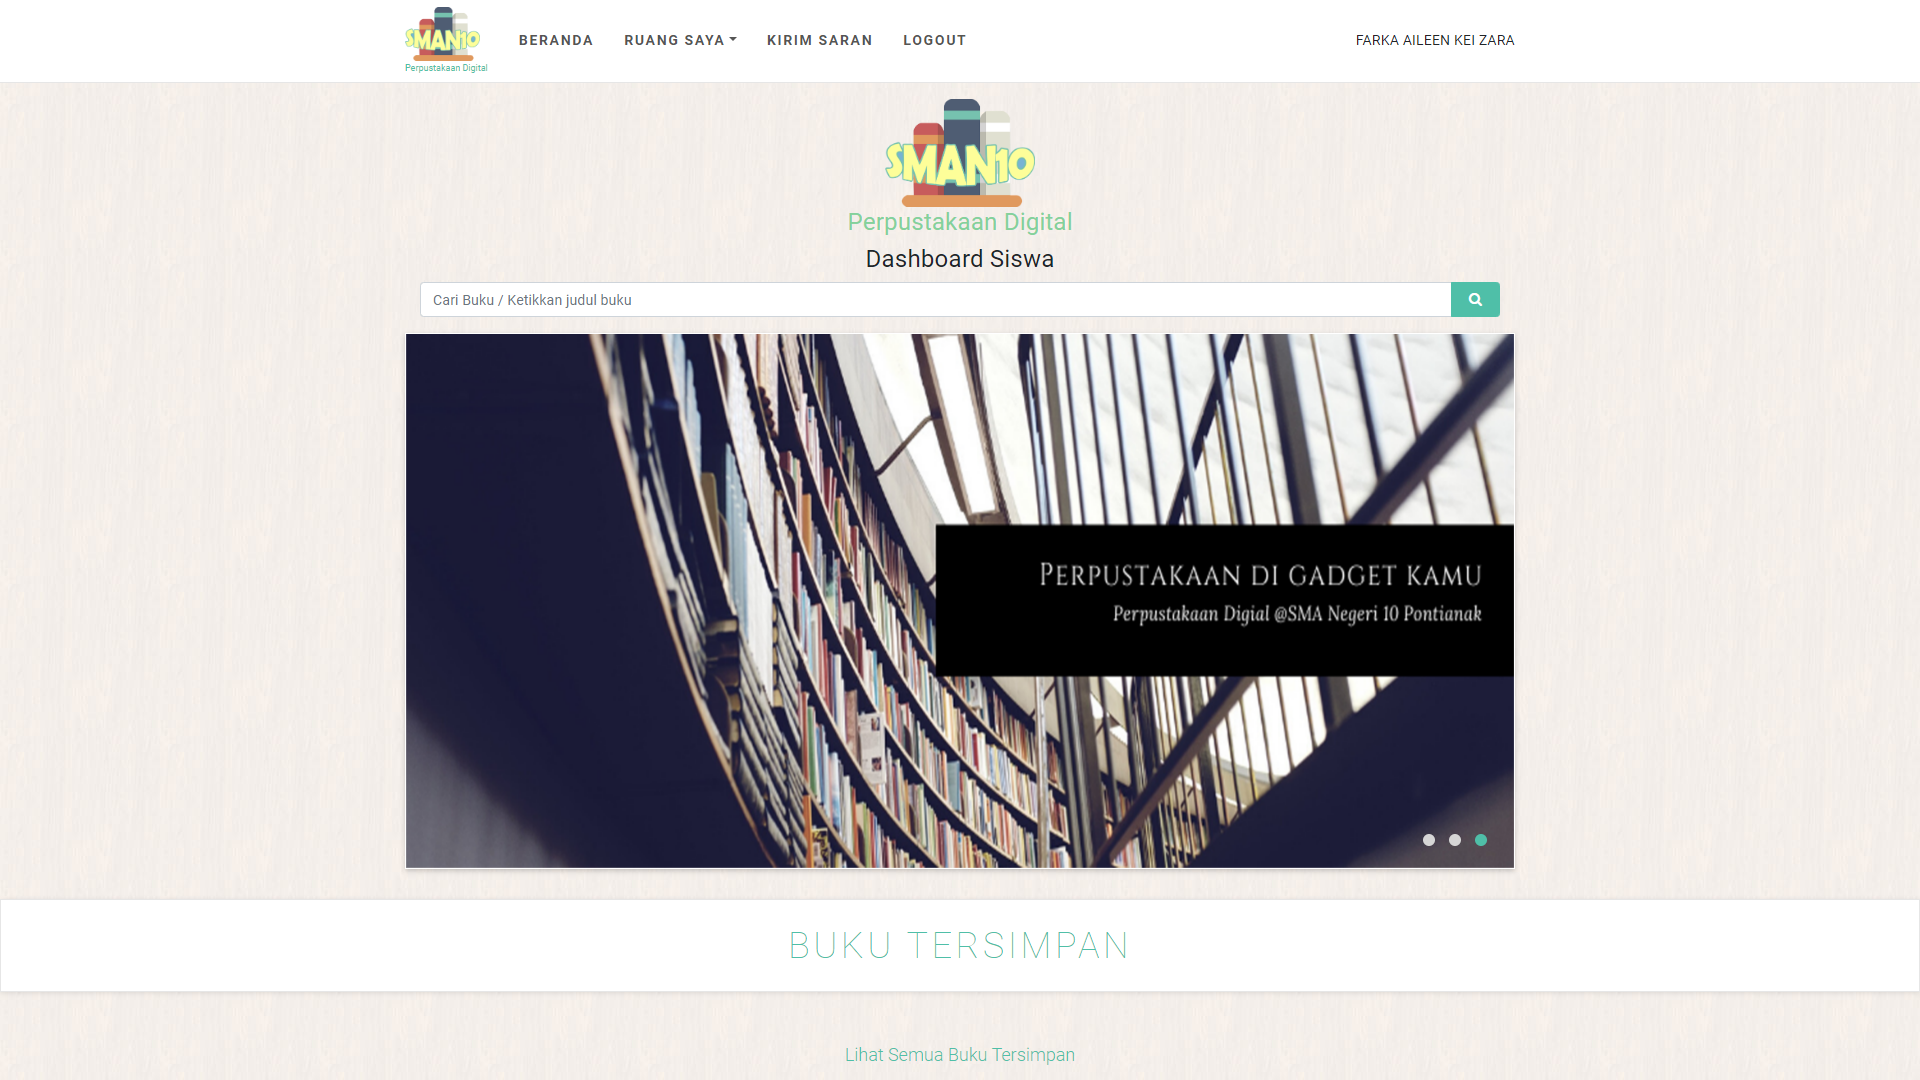 SMAN10
Perpustakaan Digital
BERANDA
RUANG SAYA
KIRIM SARAN
LOGOUT
FARKA AILEEN KEI ZARA
SMAN10
Perpustakaan Digital
Dashboard Siswa
Cari Buku / Ketikkan judul buku
PERPUSTAKAAN DI GADGET KAMU
Perpustakaan Digial @SMA Negeri 10 Pontianak
BUKU TERSIMPAN
Lihat Semua Buku Tersimpan